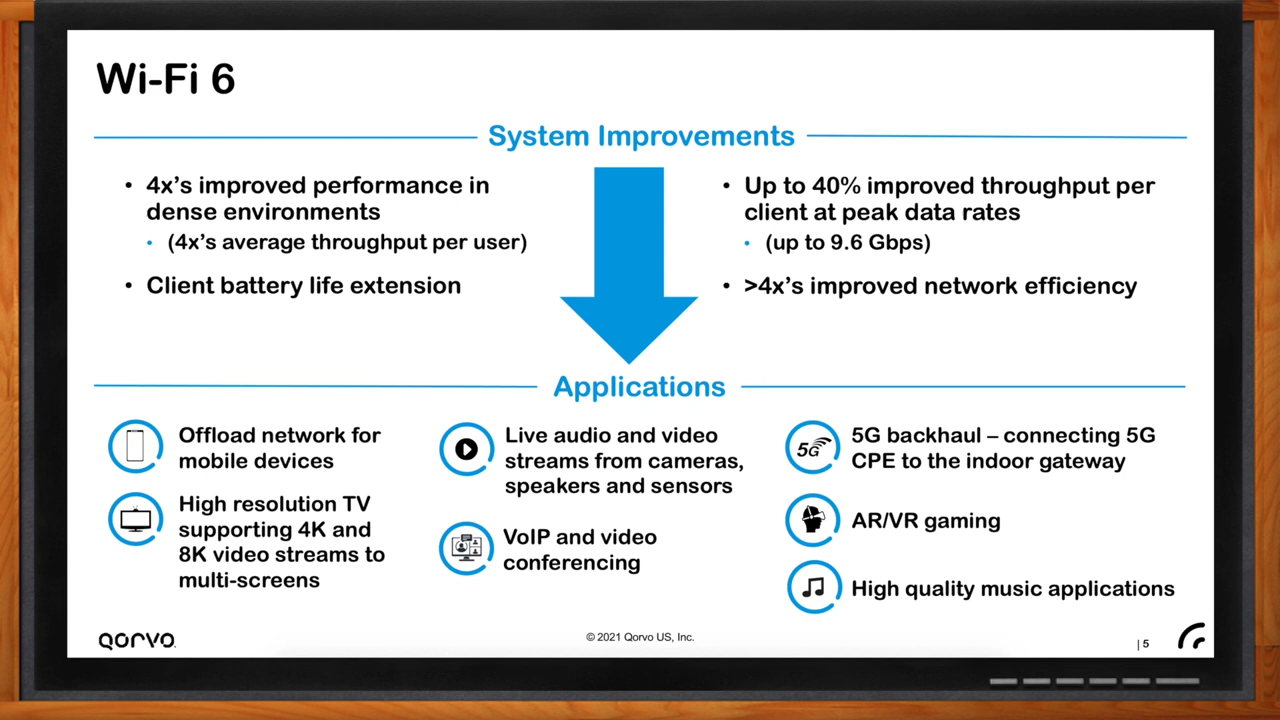 Wi-Fi 6
System Improvements
• 4x’s improved performance in
dense environments
• (4x’s average throughput per user)
• Client battery life extension
• Up to 40% improved throughput per
client at peak data rates
• (up to 9.6 Gbps)
• >4x’s improved network efficiency
Applications
Offload network for
mobile devices
High resolution TV
supporting 4K and
8K video streams to
multi-screens
Live audio and video
streams from cameras,
speakers and sensors
VoIP and video
conferencing
5G
5G backhaul – connecting 5G
CPE to the indoor gateway
AR/VR gaming
High quality music applications
QORVO
© 2021 Qorvo US, Inc.
| 5